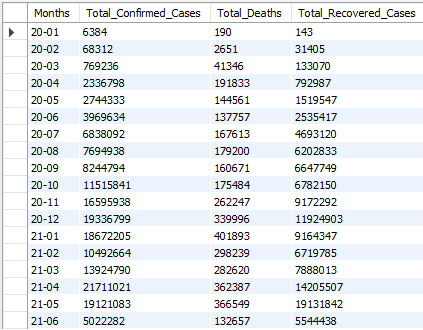 Months Total_Confirmed_Cases Total_Deaths Total_Recovered_Cases
20-01 6384 190 143
20-02 68312 2651 31405
20-03 769236 41346 133070
20-04 2336798 191833 792987
20-05 2744333 144561 1519547
20-06 3969634 137757 2535417
20-07 6838092 167613 4693120
20-08 7694938 179200 6202833
20-09 8244794 160671 6647749
20-10 11515841 175484 6782150
20-11 16595938 262247 9172292
20-12 19336799 339996 11924903
21-01 18672205 401893 9164347
21-02 10492664 298239 6719785
21-03 13924790 282620 7888013
21-04 21711021 362387 14205507
21-05 19121083 366549 19131842
21-06 5022282 132657 5544438